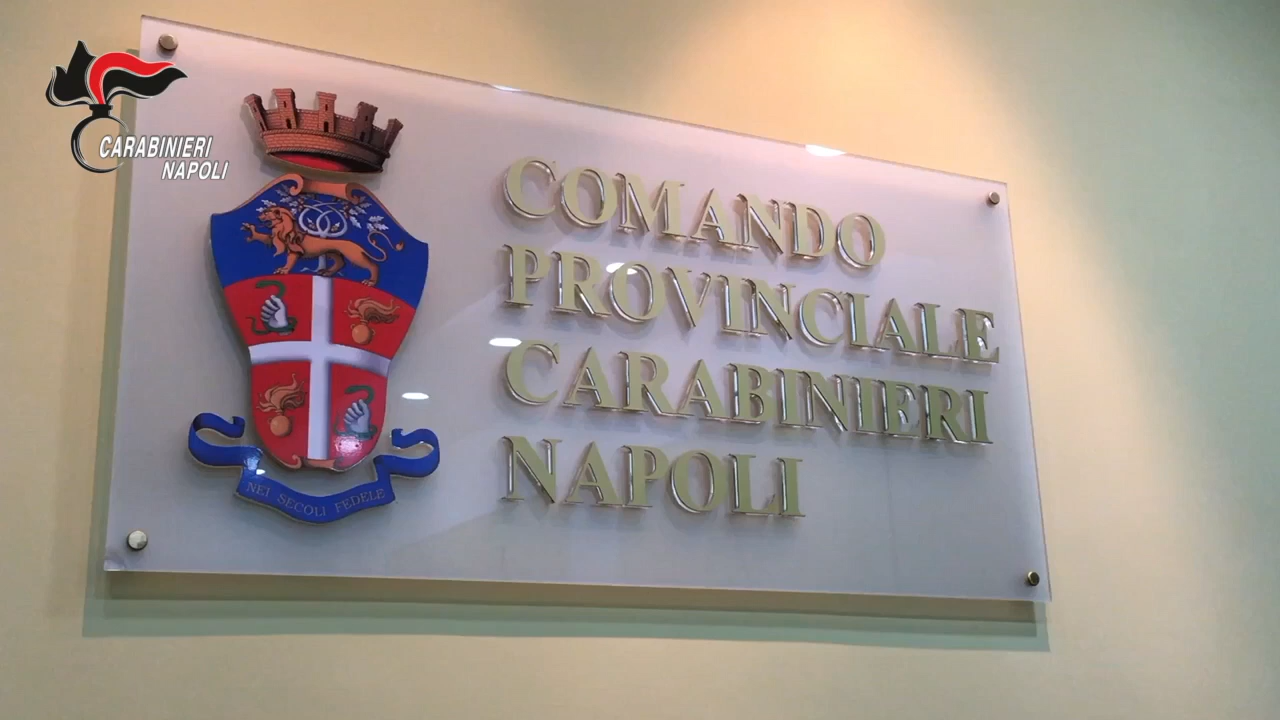 CARABINIERI
NAPOLI
COMANDO
PROVINCIALE
CARABINIERI
NAPOLI
NEI SECOLI FEDELE